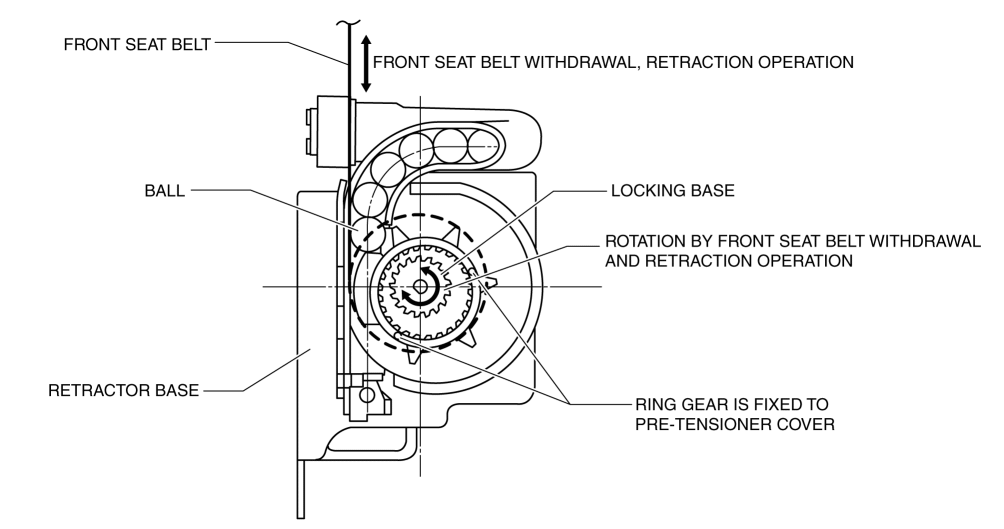 FRONT SEAT BELT
FRONT SEAT BELT WITHDRAWAL, RETRACTION OPERATION
BALL
LOCKING BASE
ROTATION BY FRONT SEAT BELT WITHDRAWAL
AND RETRACTION OPERATION
RETRACTOR BASE
RING GEAR IS FIXED TO
PRE-TENSIONER COVER